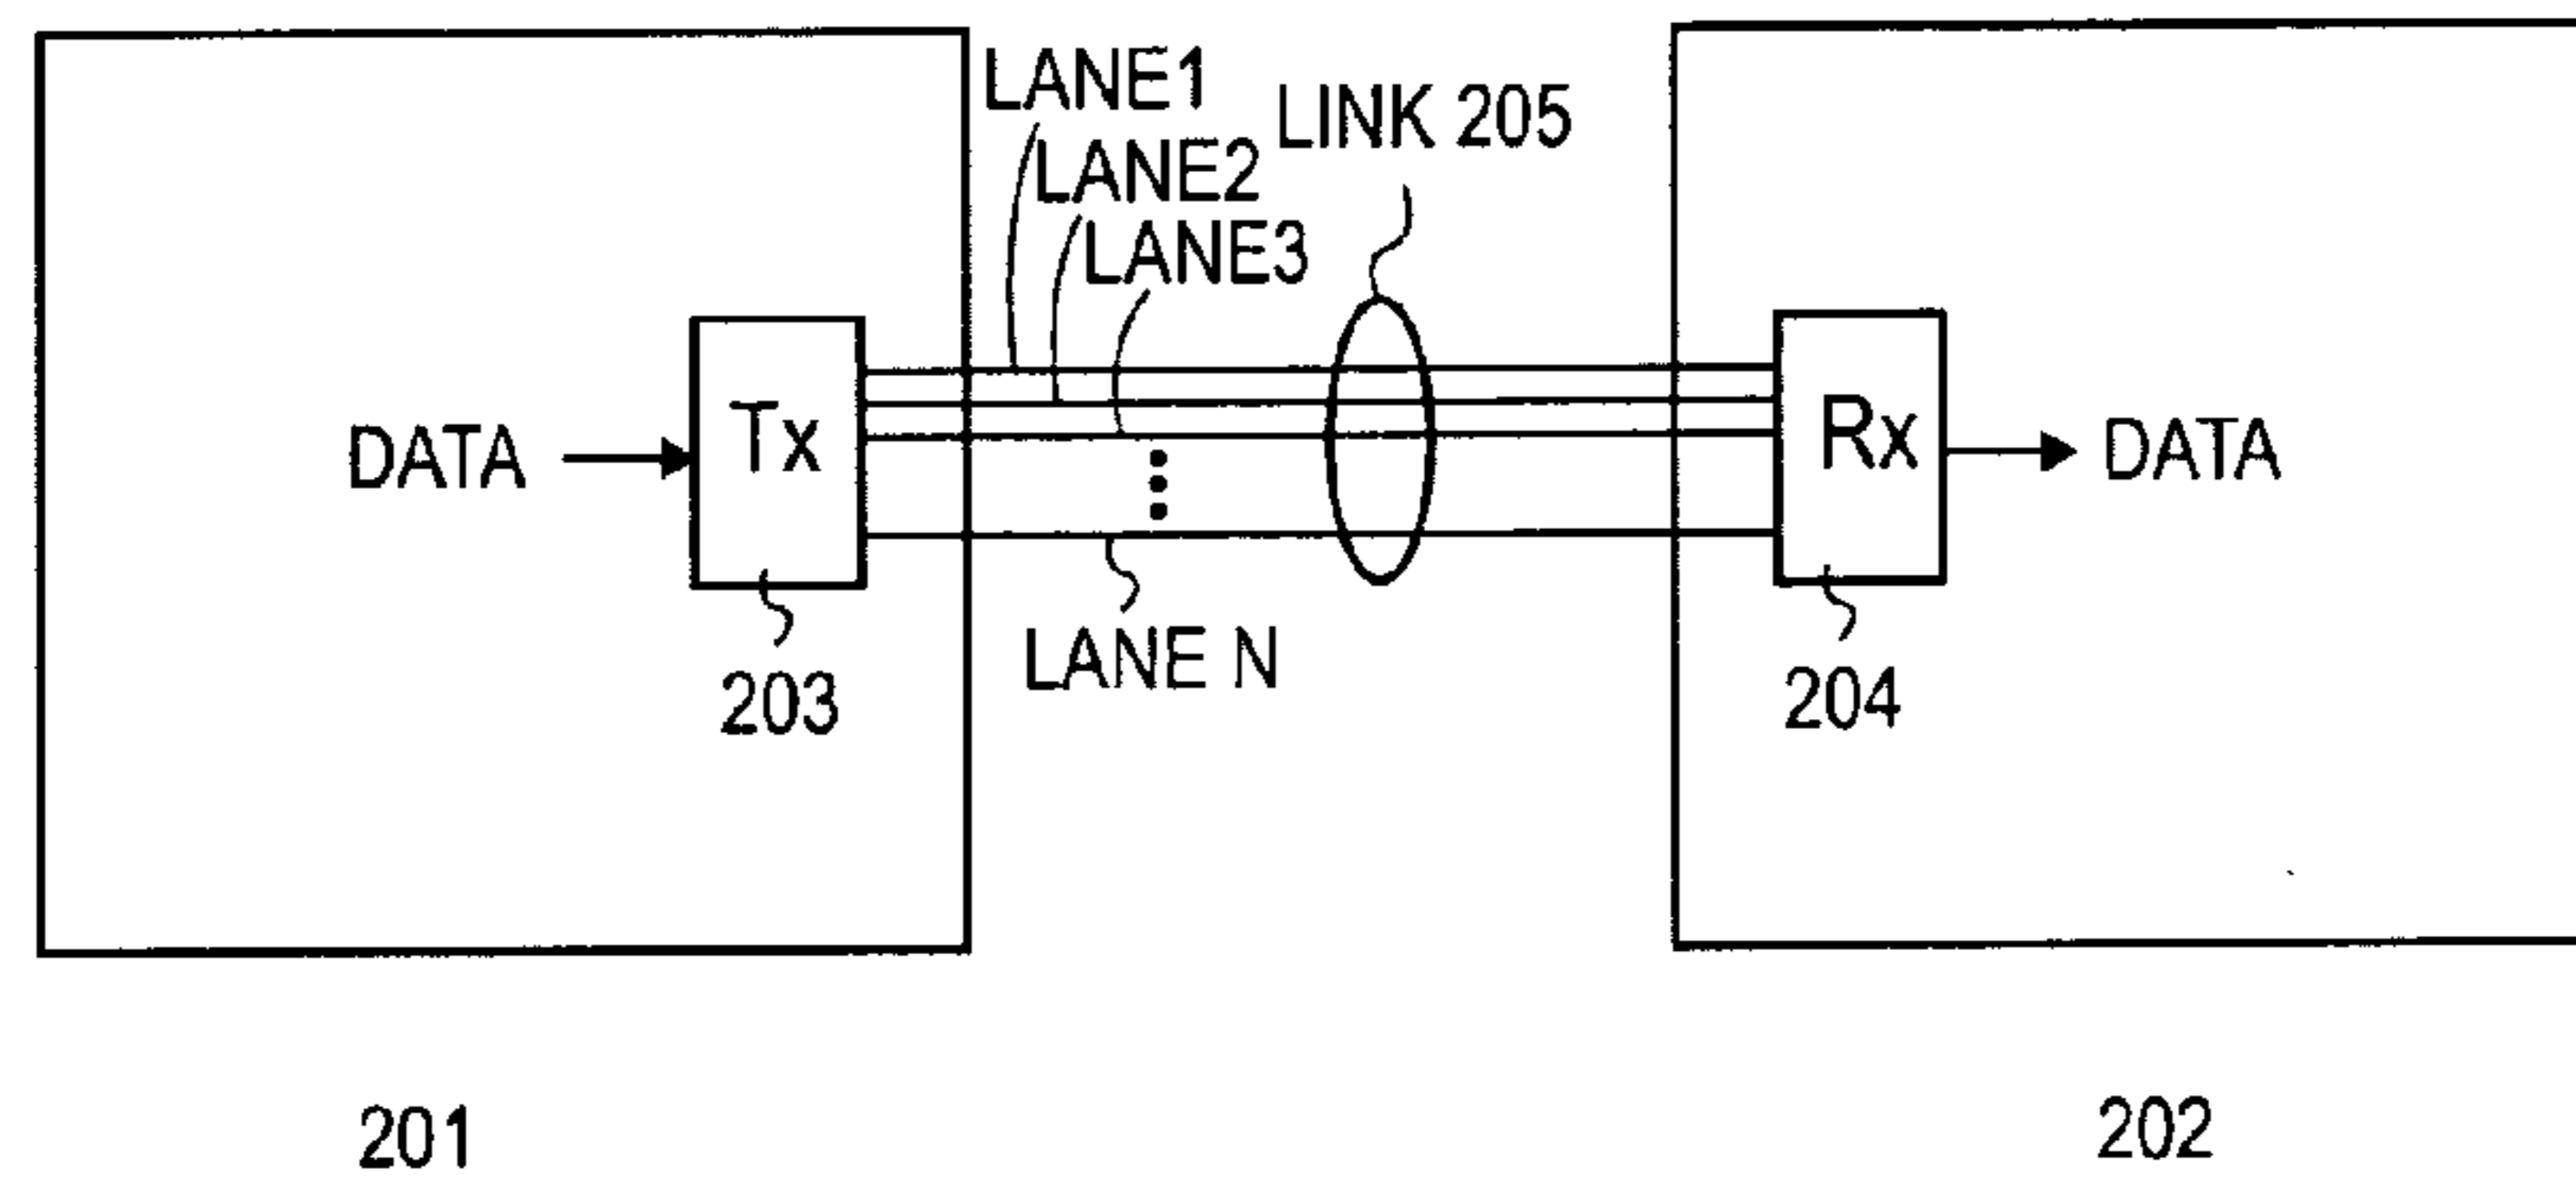 LANE1
LANE2
LANE3
LINK 205
DATA
Tx
Rx
DATA
LANE N
203
204
201
202